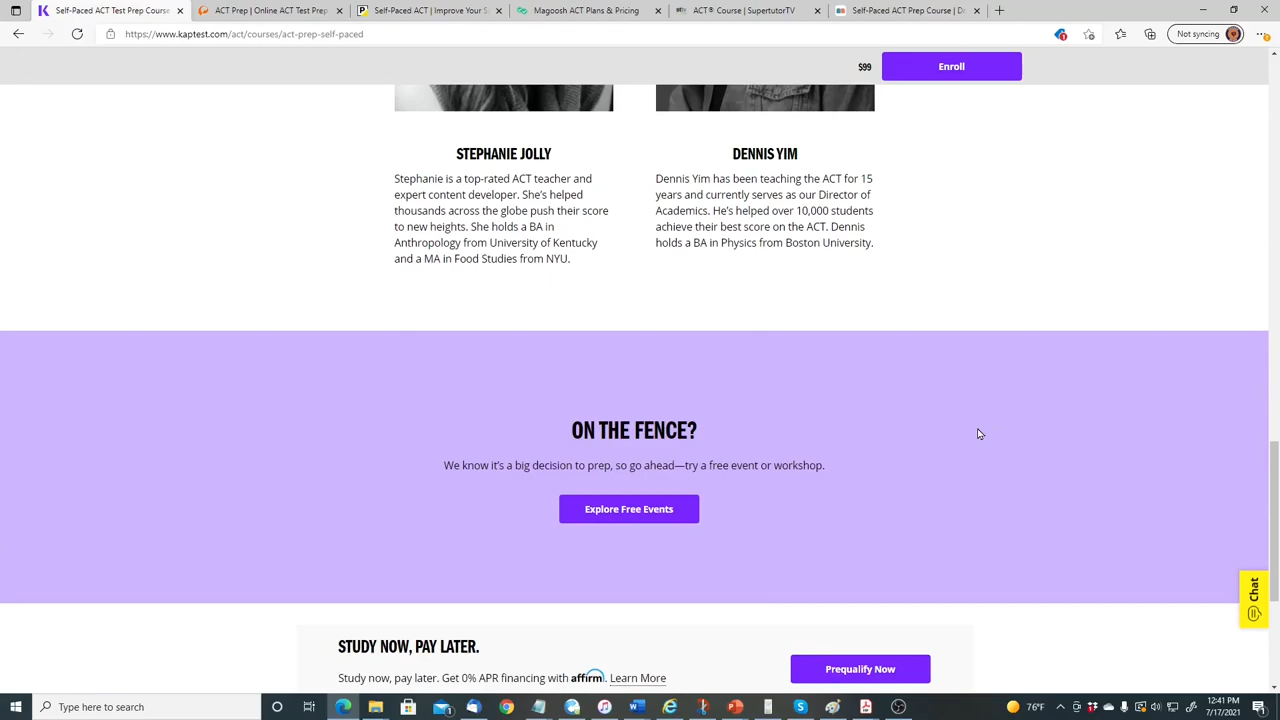 Self-Paced ACT Test Prep Cours
ACT Prep | Online ACT Test Prep
Self-Paced ACT | Improve Your S
Magoosh ACT Plans & Pricing
ACT® Course | SupertutorTV
Self-Paced ACT Prep Course | Dr
https://www.kaptest.com/act/courses/act-prep-self-paced
Not syncing
$99
Enroll
STEPHANIE JOLLY
Stephanie is a top-rated ACT teacher and
expert content developer. She's helped
thousands across the globe push their score
to new heights. She holds a BA in
Anthropology from University of Kentucky
and a MA in Food Studies from NYU.
DENNIS YIM
Dennis Yim has been teaching the ACT for 15
years and currently serves as our Director of
Academics. He's helped over 10,000 students
achieve their best score on the ACT. Dennis
holds a BA in Physics from Boston University.
ON THE FENCE?
We know it's a big decision to prep, so go ahead—try a free event or workshop.
Explore Free Events
Chat
STUDY NOW, PAY LATER.
Study now, pay later. Get 0% APR financing with affirm. Learn More
Prequalify Now
Type here to search
76°F
12:41 PM
7/17/2021